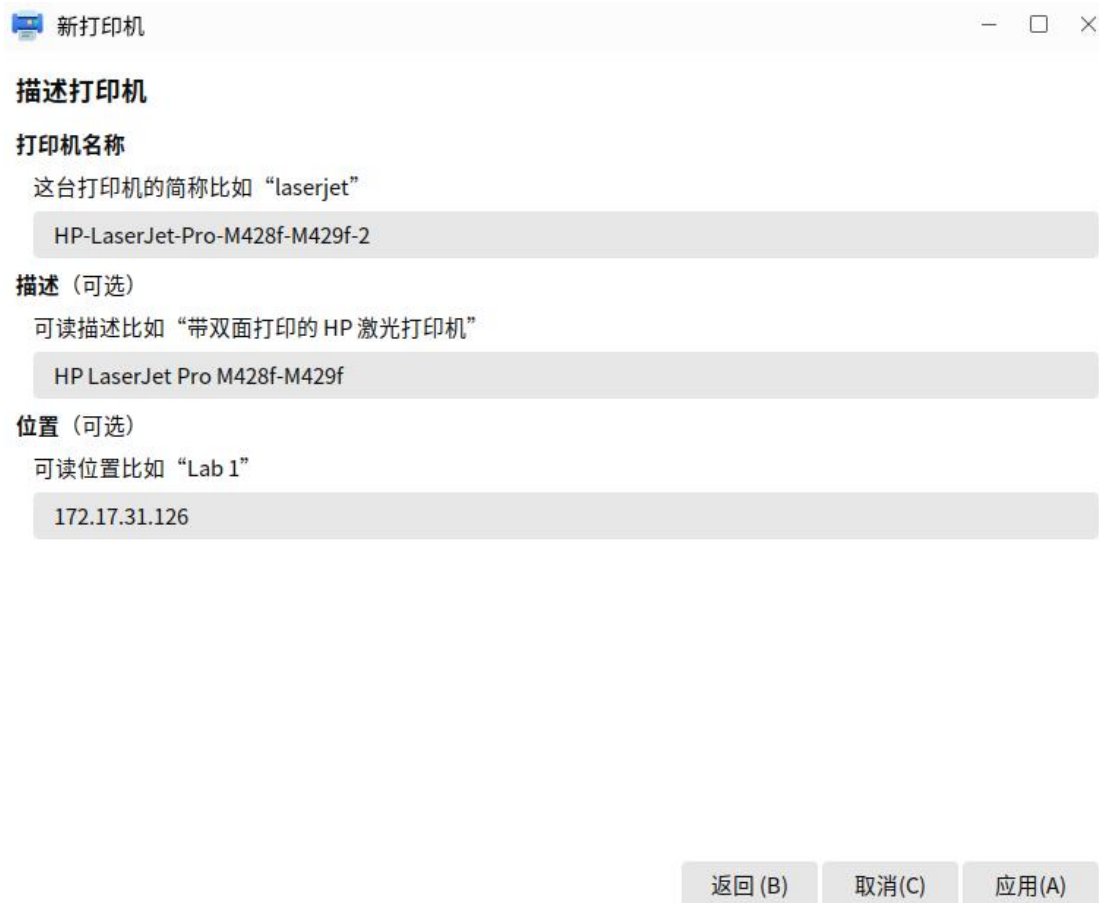 新打印机
描述打印机
打印机名称
这台打印机的简称比如“laserjet”
HP-LaserJet-Pro-M428f-M429f-2
描述（可选）
可读描述比如“带双面打印的 HP 激光打印机”
HP LaserJet Pro M428f-M429f
位置（可选）
可读位置比如“Lab 1”
172.17.31.126
返回 (B) 取消(C) 应用(A)